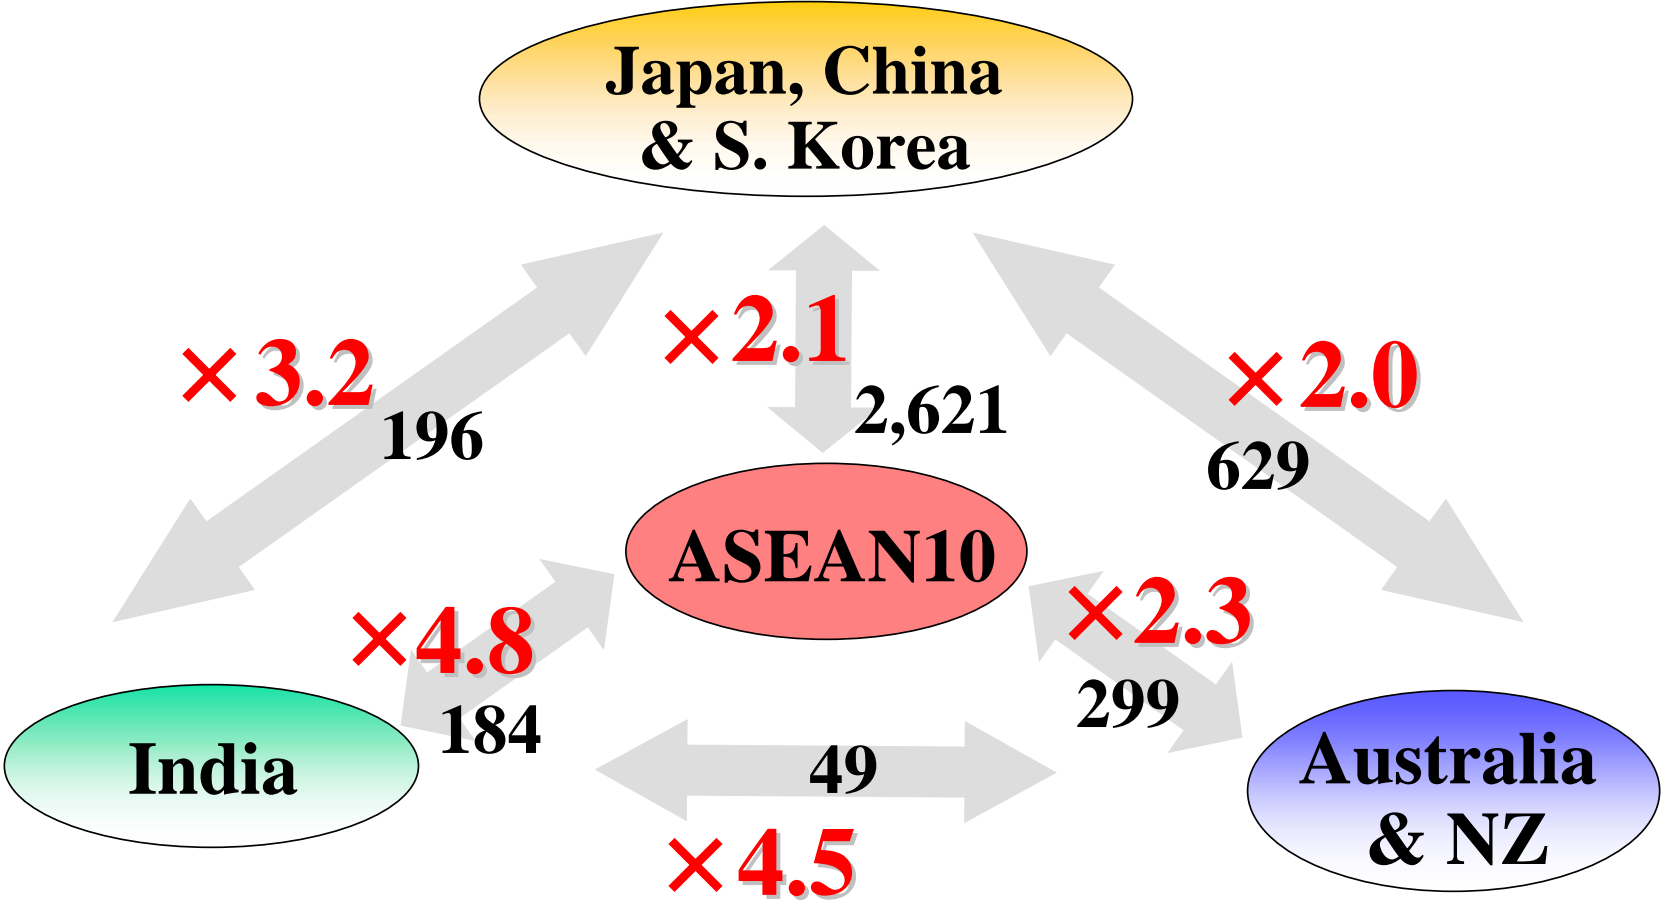 Japan, China
& S. Korea
×3.2
196
×2.1
2,621
×2.0
629
ASEAN10
×4.8
184
×2.3
299
India
49
×4.5
Australia
& NZ